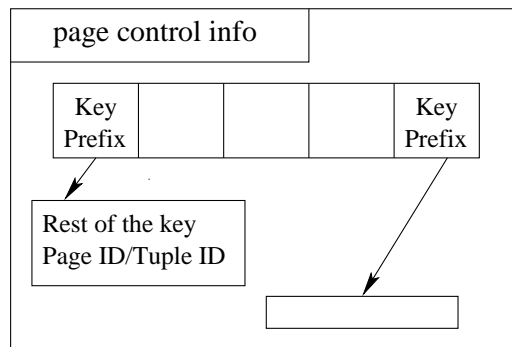 page control info
Key
Prefix
Key
Prefix
Rest of the key
Page ID/Tuple ID